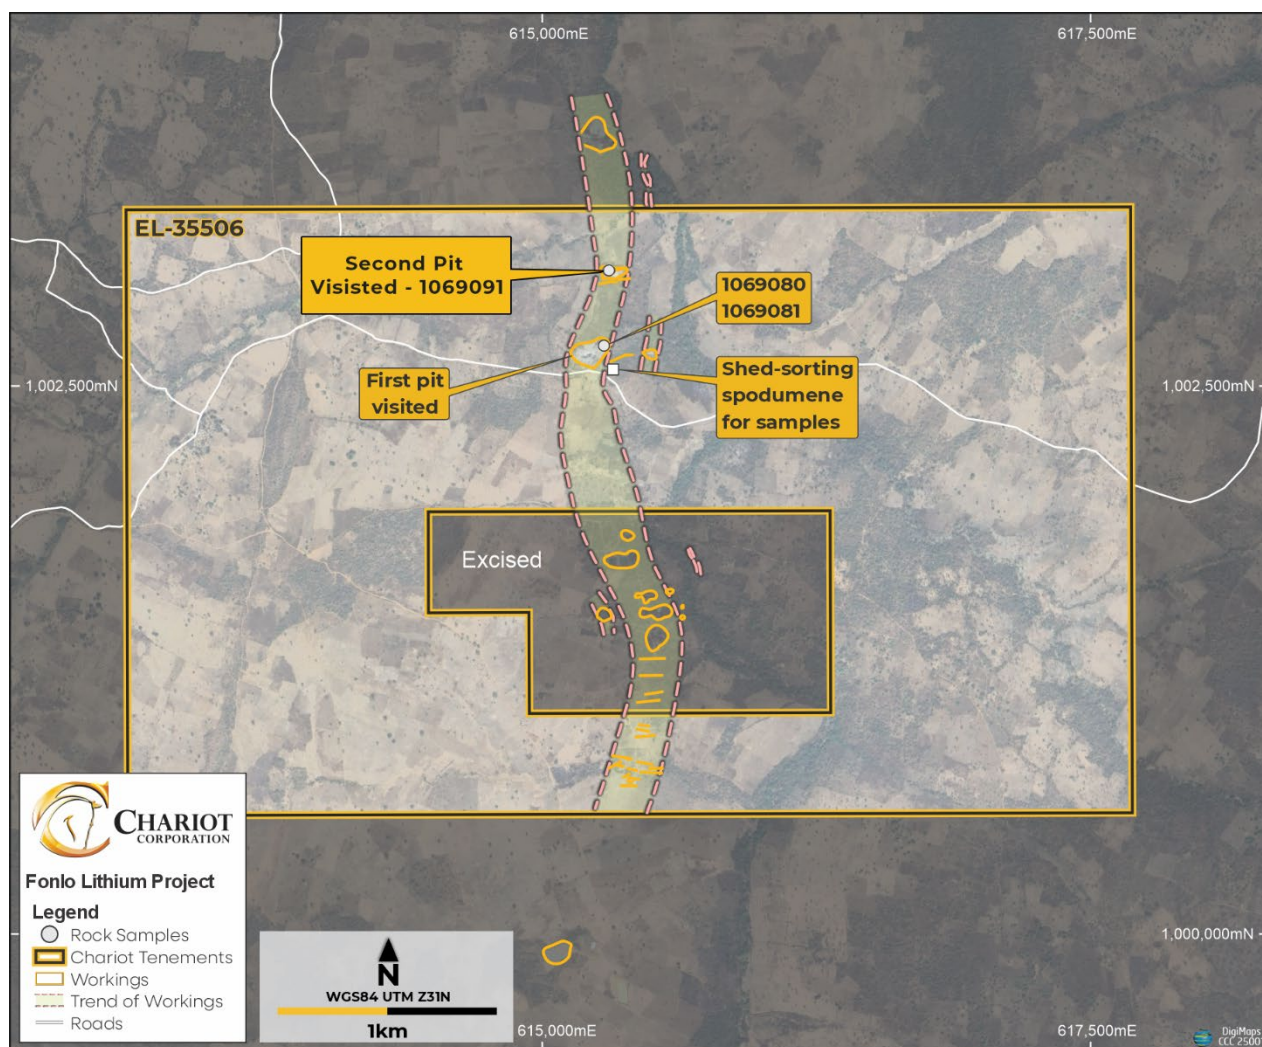 615,000mE
617,500mE
EL-35506
Second Pit
Visisted - 1069091
1069080
1069081
1,002,500mN
1,002,500mN
First pit
visited
Shed-sorting
spodumene
for samples
Excised
CHARIOT
CORPORATION
Fonlo Lithium Project
Legend
Rock Samples
Chariot Tenements
Workings
Trend of Workings
Roads
N
WGS84 UTM Z31N
1km
1,000,000mN
615,000mE
617,500mE
DigiMaps